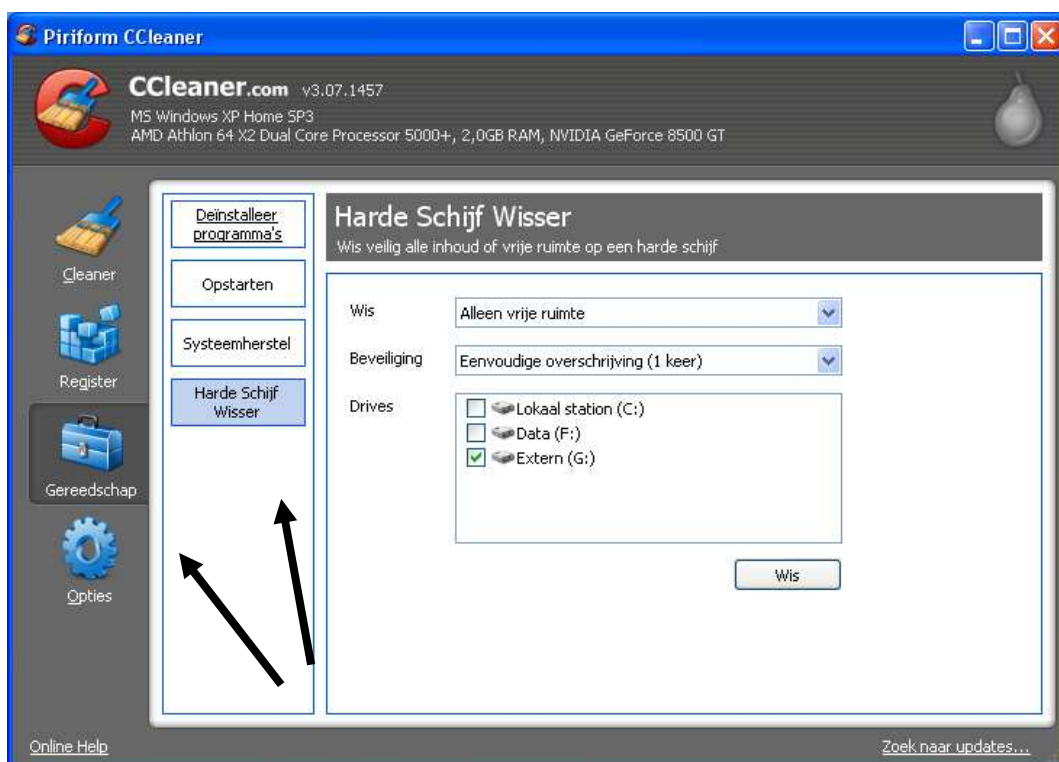 Piriform CCleaner
CCleaner.com v3.07.1457
MS Windows XP Home SP3
AMD Athlon 64 X2 Dual Core Processor 5000+, 2,0GB RAM, NVIDIA GeForce 8500 GT
Cleaner
Register
Gereedschap
Opties
Deïnstalleer
programma's
Opstarten
Systeemherstel
Harde Schijf
Wisser
Harde Schijf Wisser
Wis veilig alle inhoud of vrije ruimte op een harde schijf
Wis Alleen vrije ruimte
Beveiliging Eenvoudige overschrijving (1 keer)
Drives Lokaal station (C:)
Data (F:)
Extern (G:)
Wis
Online Help Zoek naar updates...